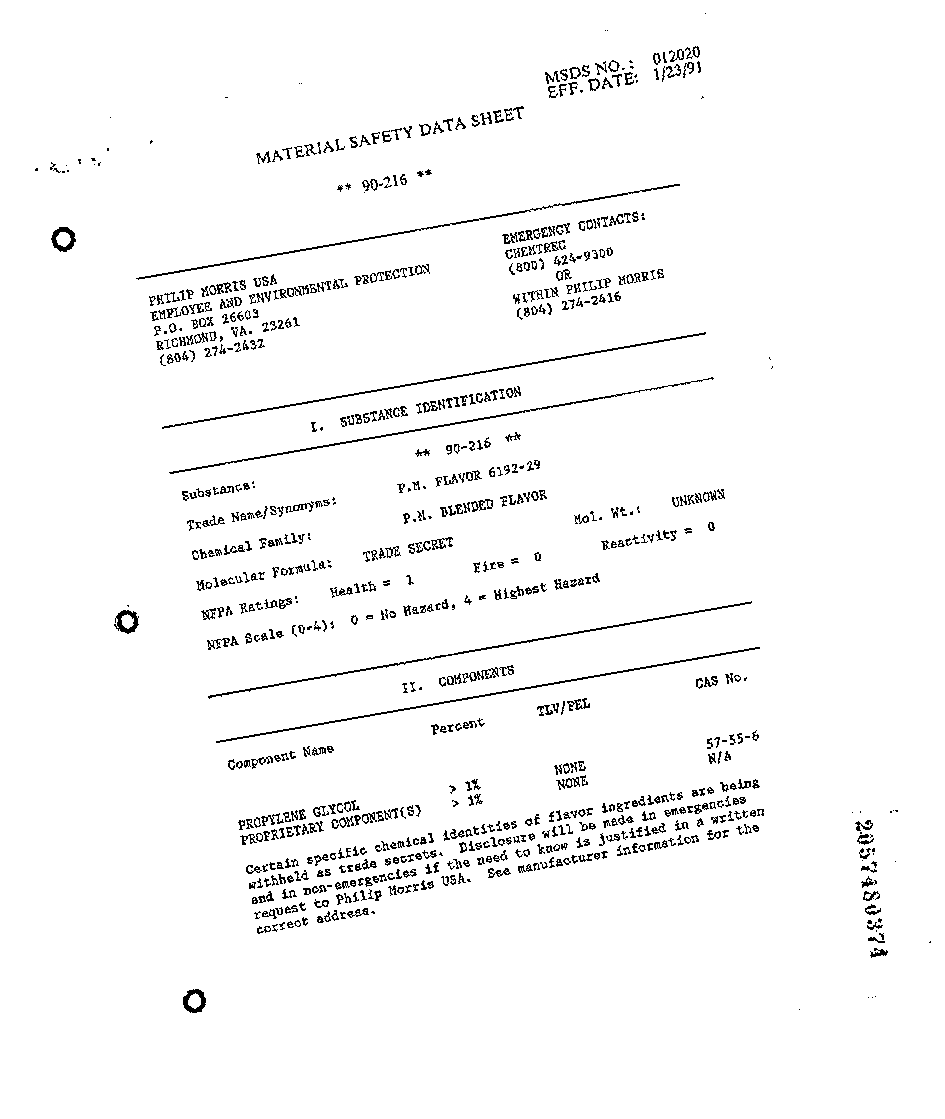 MSDS NO.: 012020
EFF. DATE: 1/23/91
MATERIAL SAFETY DATA SHEET
** 90-216 **
PHILIP MORRIS USA
EMPLOYEE AND ENVIRONMENTAL PROTECTION
P.O. BOX 26603
RICHMOND, VA. 23261
(804) 274-2432
EMERGENCY CONTACTS:
CHEMTREC
(800) 424-9300
OR
WITHIN PHILIP MORRIS
(804) 274-2416
I. SUBSTANCE IDENTIFICATION
Substance: ** 90-216 **
Trade Name/Synonyms: P.M. FLAVOR 6192-29
Chemical Family: P.M. BLENDED FLAVOR
Molecular Formula: TRADE SECRET Mol. Wt.: UNKNOWN
NFPA Ratings: Health = 1 Fire = 0 Reactivity = 0
NFPA Scale (0-4): 0 = No Hazard, 4 = Highest Hazard
II. COMPONENTS
Component Name Percent TLV/PEL CAS No.
PROPYLENE GLYCOL > 1% NONE 57-55-6
PROPRIETARY COMPONENT(S) > 1% NONE N/A
Certain specific chemical identities of flavor ingredients are being
withheld as trade secrets. Disclosure will be made in emergencies
and in non-emergencies if the need to know is justified in a written
request to Philip Morris USA. See manufacturer information for the
correct address.
2057480374